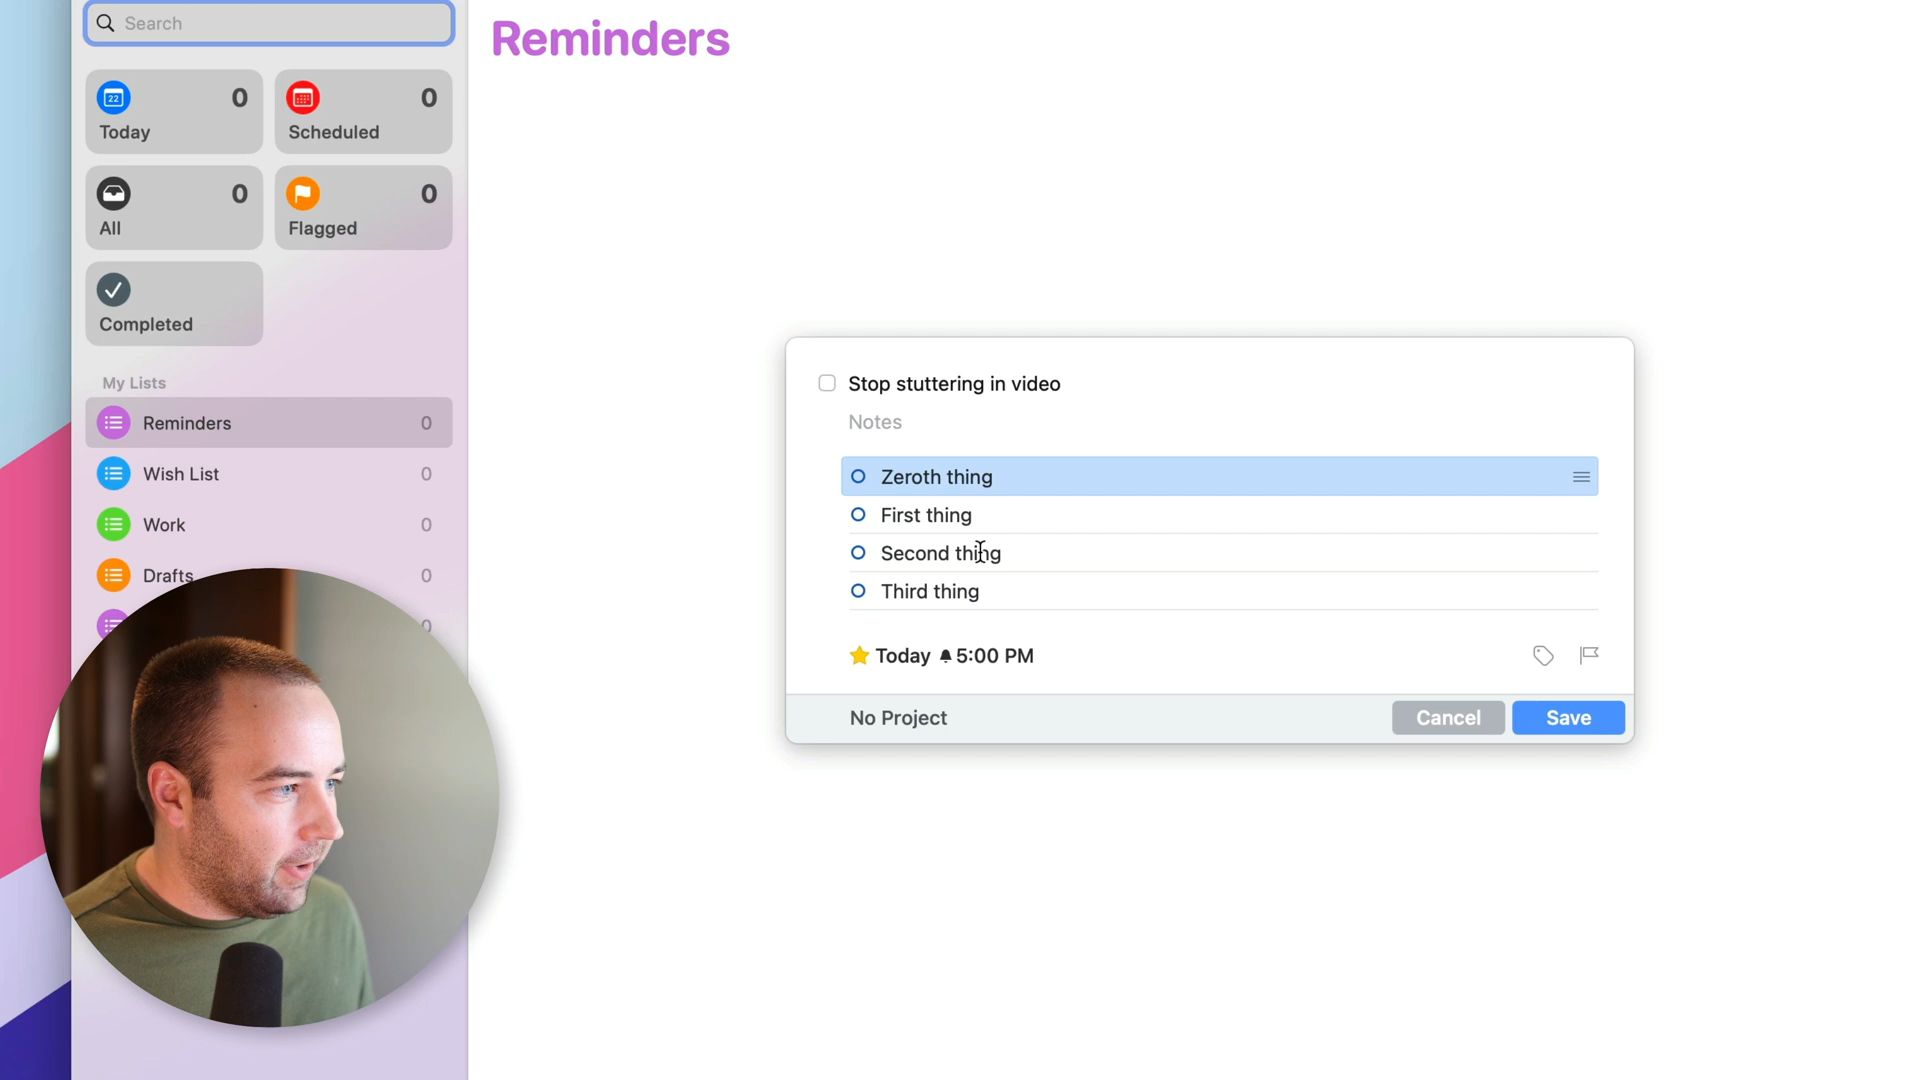 Search
Reminders
22
0
0
Today
Scheduled
0
0
All
Flagged
Completed
My Lists
Reminders
0
Wish List
0
Work
0
Drafts
0
0
Stop stuttering in video
Notes
Zeroth thing
First thing
Second thing
Third thing
Today 5:00 PM
No Project
Cancel
Save